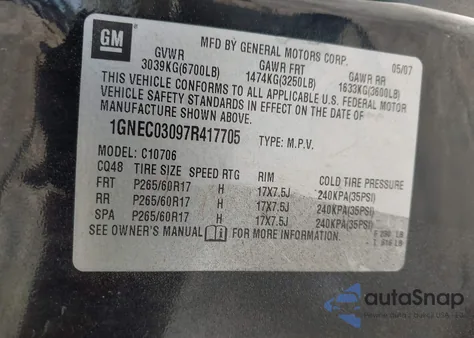 GM
MFD BY GENERAL MOTORS CORP. 05/07
GVWR GAWR FRT GAWR RR
3039KG(6700LB) 1474KG(3250LB) 1633KG(3600LB)
THIS VEHICLE CONFORMS TO ALL APPLICABLE U.S. FEDERAL MOTOR
VEHICLE SAFETY STANDARDS IN EFFECT ON THE DATE OF
MANUFACTURE SHOWN ABOVE.
1GNEC03097R417705 TYPE: M.P.V.
MODEL: C10706
CQ48 TIRE SIZE SPEED RTG RIM COLD TIRE PRESSURE
FRT P265/60R17 H 17X7.5J 240KPA(35PSI)
RR P265/60R17 H 17X7.5J 240KPA(35PSI)
SPA P265/60R17 H 17X7.5J 240KPA(35PSI)
SEE OWNER'S MANUAL FOR MORE INFORMATION.
autoSnap